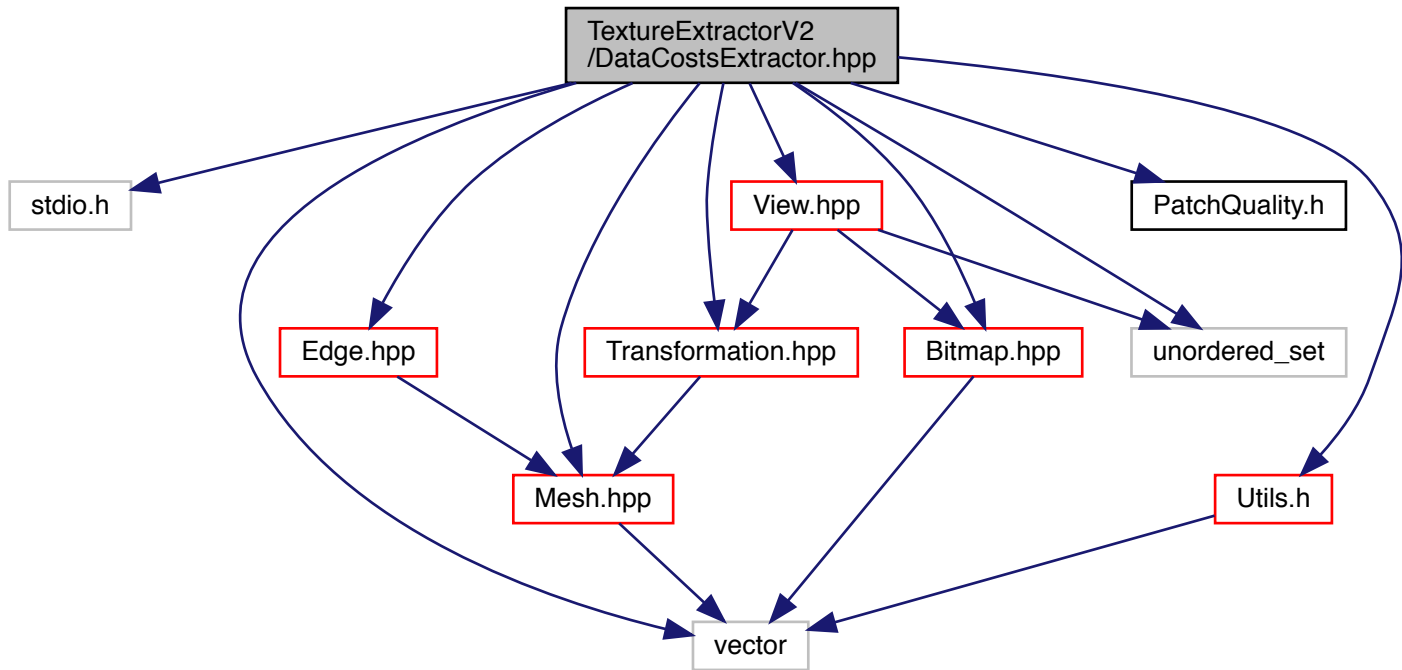 TextureExtractorV2
/DataCostsExtractor.hpp
stdio.h
View.hpp
PatchQuality.h
Edge.hpp
Transformation.hpp
Bitmap.hpp
unordered_set
Mesh.hpp
Utils.h
vector